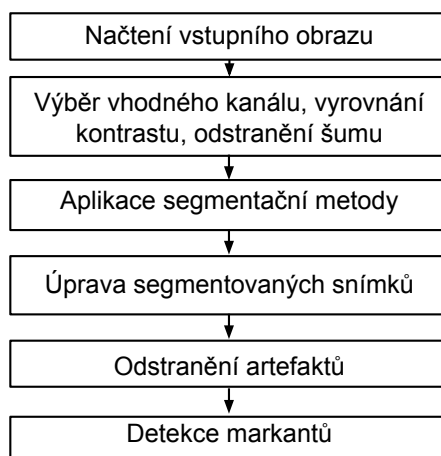 Načtení vstupního obrazu
Výběr vhodného kanálu, vyrovnání
kontrastu, odstranění šumu
Aplikace segmentační metody
Úprava segmentovaných snímků
Odstranění artefaktů
Detekce markantů